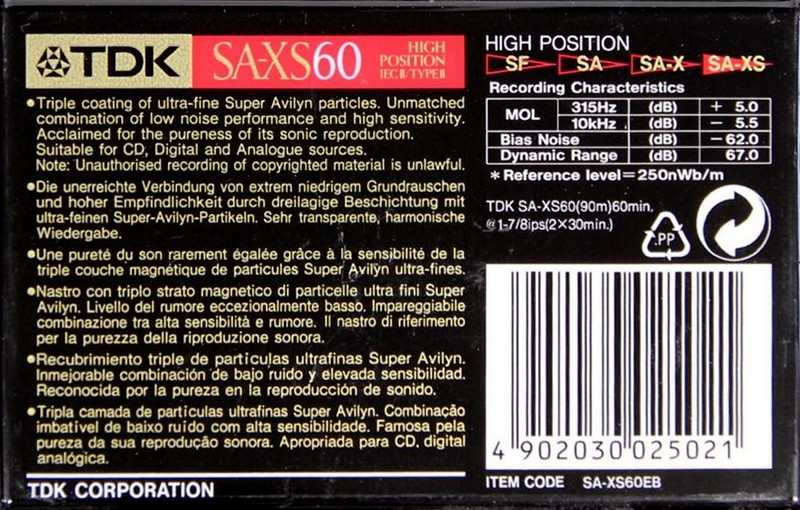 TDK SA-XS60 HIGH POSITION IECII/TYPEII
●Triple coating of ultra-fine Super Avilyn particles. Unmatched
combination of low noise performance and high sensitivity.
Acclaimed for the pureness of its sonic reproduction.
Suitable for CD, Digital and Analogue sources.
Note: Unauthorised recording of copyrighted material is unlawful.
●Die unerreichte Verbindung von extrem niedrigem Grundrauschen
und hoher Empfindlichkeit durch dreilagige Beschichtung mit
ultra-feinen Super-Avilyn-Partikeln. Sehr transparente, harmonische
Wiedergabe.
●Une pureté du son rarement égalée grâce à la sensibilité de la
triple couche magnétique de particules Super Avilyn ultra-fines.
●Nastro con triplo strato magnetico di particelle ultra fini Super
Avilyn. Livello del rumore eccezionalmente basso. Impareggiabile
combinazione tra alta sensibilità e rumore. Il nastro di riferimento
per la purezza della riproduzione sonora.
●Recubrimiento triple de partículas ultrafinas Super Avilyn.
Inmejorable combinación de bajo ruido y elevada sensibilidad.
Reconocida por la pureza en la reproducción de sonido.
●Tripla camada de partículas ultrafinas Super Avilyn. Combinação
imbatível de baixo ruído com alta sensibilidade. Famosa pela
pureza da sua reprodução sonora. Apropriada para CD, digital
analógica.
TDK CORPORATION
HIGH POSITION
SF SA SA-X SA-XS
Recording Characteristics
MOL 315Hz (dB) + 5.0
10kHz (dB) − 5.5
Bias Noise (dB) −62.0
Dynamic Range (dB) 67.0
* Reference level=250nWb/m
TDK SA-XS60(90m)60min.
@1-7/8ips(2×30min.)
PP
4 902030 025021
ITEM CODE SA-XS60EB